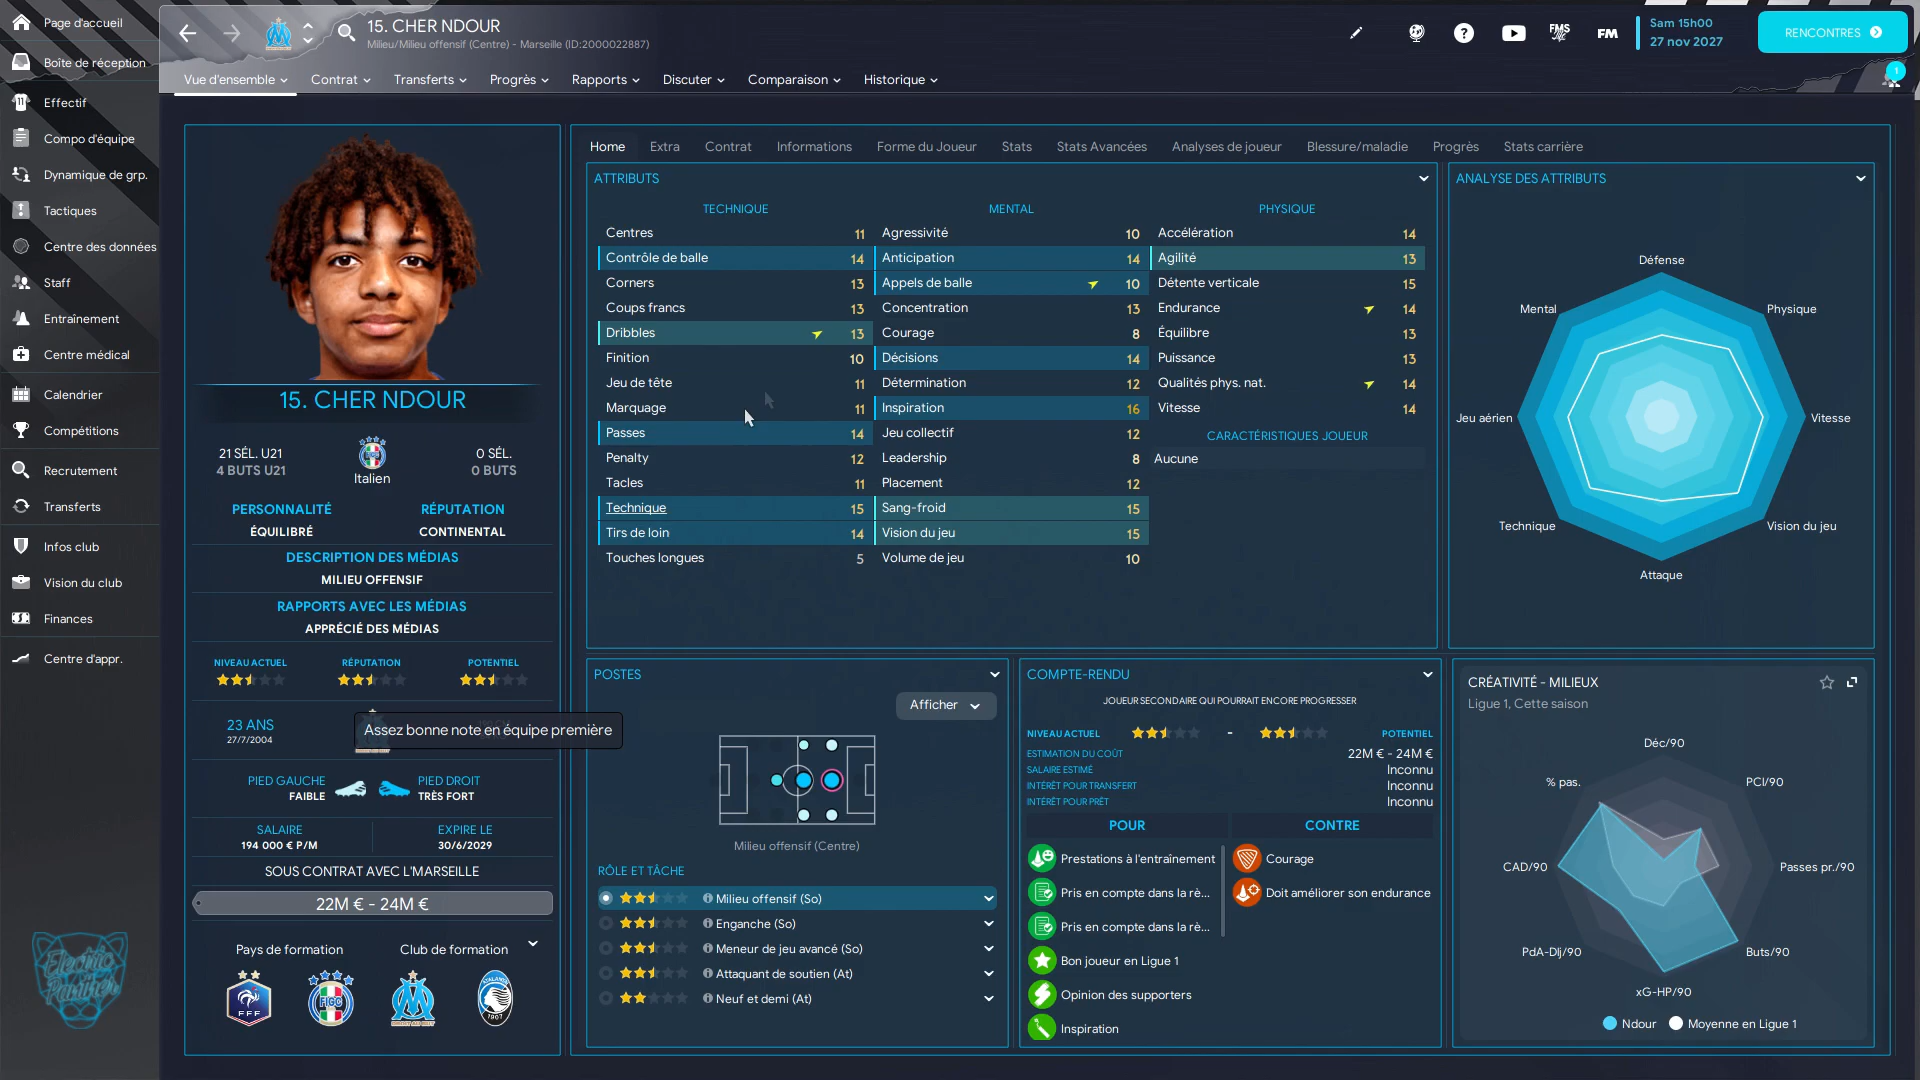 Page d'accueil
Boîte de réception
Effectif
Compo d'équipe
Dynamique de grp.
Tactiques
Centre des données
Staff
Entraînement
Centre médical
Calendrier
Compétitions
Recrutement
Transferts
Infos club
Vision du club
Finances
Centre d'appr.
Electric Panther
15. CHER NDOUR
Milieu/Milieu offensif (Centre) - Marseille (ID:2000022887)
FMS
FM
Sam 15h00
27 nov 2027
RENCONTRES
1
Vue d'ensemble
Contrat
Transferts
Progrès
Rapports
Discuter
Comparaison
Historique
15. CHER NDOUR
21 SÉL. U21
4 BUTS U21
Italien
0 SÉL.
0 BUTS
PERSONNALITÉ
ÉQUILIBRÉ
RÉPUTATION
CONTINENTAL
DESCRIPTION DES MÉDIAS
MILIEU OFFENSIF
RAPPORTS AVEC LES MÉDIAS
APPRÉCIÉ DES MÉDIAS
NIVEAU ACTUEL
RÉPUTATION
POTENTIEL
23 ANS
27/7/2004
Assez bonne note en équipe première
PIED GAUCHE
FAIBLE
PIED DROIT
TRÈS FORT
SALAIRE
194 000 € P/M
EXPIRE LE
30/6/2029
SOUS CONTRAT AVEC L'MARSEILLE
22M € - 24M €
Pays de formation
Club de formation
FFF
FIGC
ATALANTA
1907
Home
Extra
Contrat
Informations
Forme du Joueur
Stats
Stats Avancées
Analyses de joueur
Blessure/maladie
Progrès
Stats carrière
ATTRIBUTS
TECHNIQUE
Centres 11
Contrôle de balle 14
Corners 13
Coups francs 13
Dribbles 13
Finition 10
Jeu de tête 11
Marquage 11
Passes 14
Penalty 12
Tacles 11
Technique 15
Tirs de loin 14
Touches longues 5
MENTAL
Agressivité 10
Anticipation 14
Appels de balle 10
Concentration 13
Courage 8
Décisions 14
Détermination 12
Inspiration 16
Jeu collectif 12
Leadership 8
Placement 12
Sang-froid 15
Vision du jeu 15
Volume de jeu 10
PHYSIQUE
Accélération 14
Agilité 13
Détente verticale 15
Endurance 14
Équilibre 13
Puissance 13
Qualités phys. nat. 14
Vitesse 14
CARACTÉRISTIQUES JOUEUR
Aucune
ANALYSE DES ATTRIBUTS
Défense
Mental
Physique
Jeu aérien
Vitesse
Technique
Vision du jeu
Attaque
POSTES
Afficher
Milieu offensif (Centre)
RÔLE ET TÂCHE
Milieu offensif (So)
Enganche (So)
Meneur de jeu avancé (So)
Attaquant de soutien (At)
Neuf et demi (At)
COMPTE-RENDU
JOUEUR SECONDAIRE QUI POURRAIT ENCORE PROGRESSER
NIVEAU ACTUEL - POTENTIEL
ESTIMATION DU COÛT 22M € - 24M €
SALAIRE ESTIMÉ Inconnu
INTÉRÊT POUR TRANSFERT Inconnu
INTÉRÊT POUR PRÊT Inconnu
POUR
Prestations à l'entraînement
Pris en compte dans la rè...
Pris en compte dans la rè...
Bon joueur en Ligue 1
Opinion des supporters
Inspiration
CONTRE
Courage
Doit améliorer son endurance
CRÉATIVITÉ - MILIEUX
Ligue 1, Cette saison
Déc/90
% pas.
PCI/90
CAD/90
Passes pr./90
PdA-DIj/90
Buts/90
xG-HP/90
Ndour
Moyenne en Ligue 1